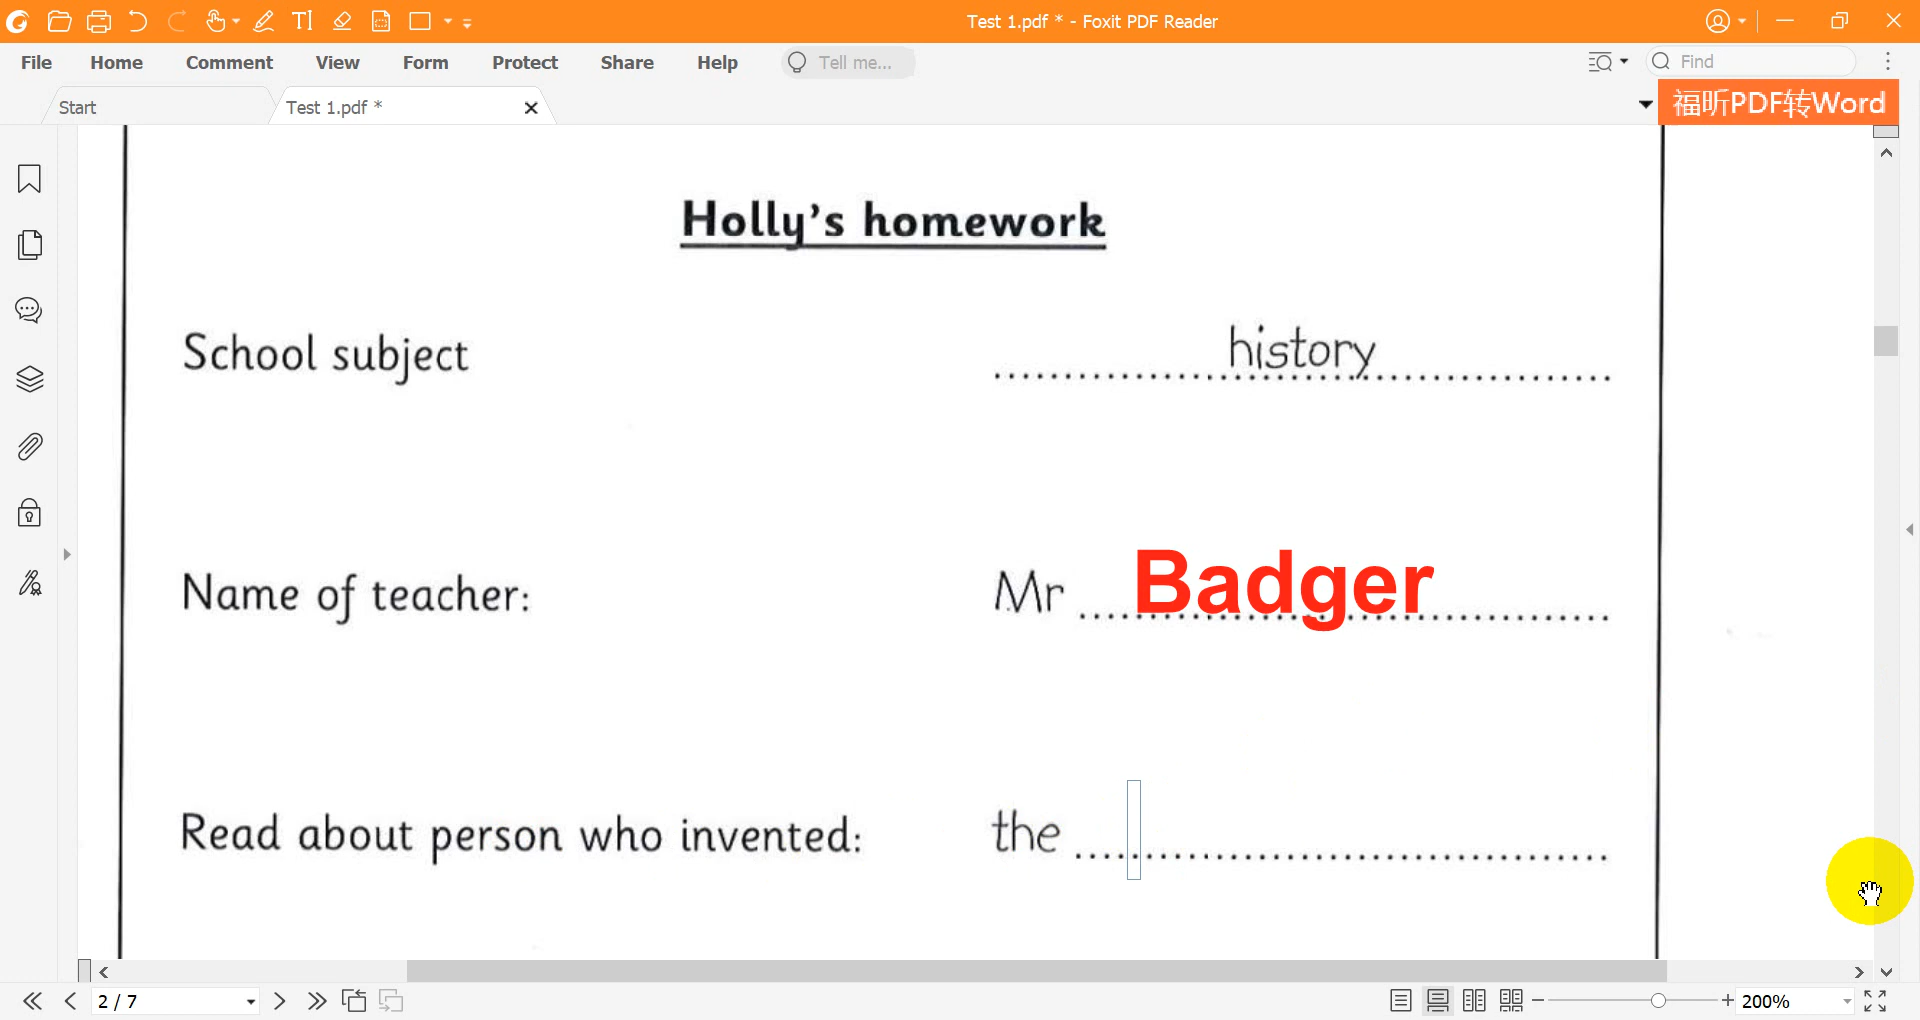 Test 1.pdf * - Foxit PDF Reader
File Home Comment View Form Protect Share Help Tell me... Find
Start Test 1.pdf * 福昕PDF转Word
Holly's homework
School subject history
Name of teacher: Mr Badger
Read about person who invented: the
2 / 7 200%